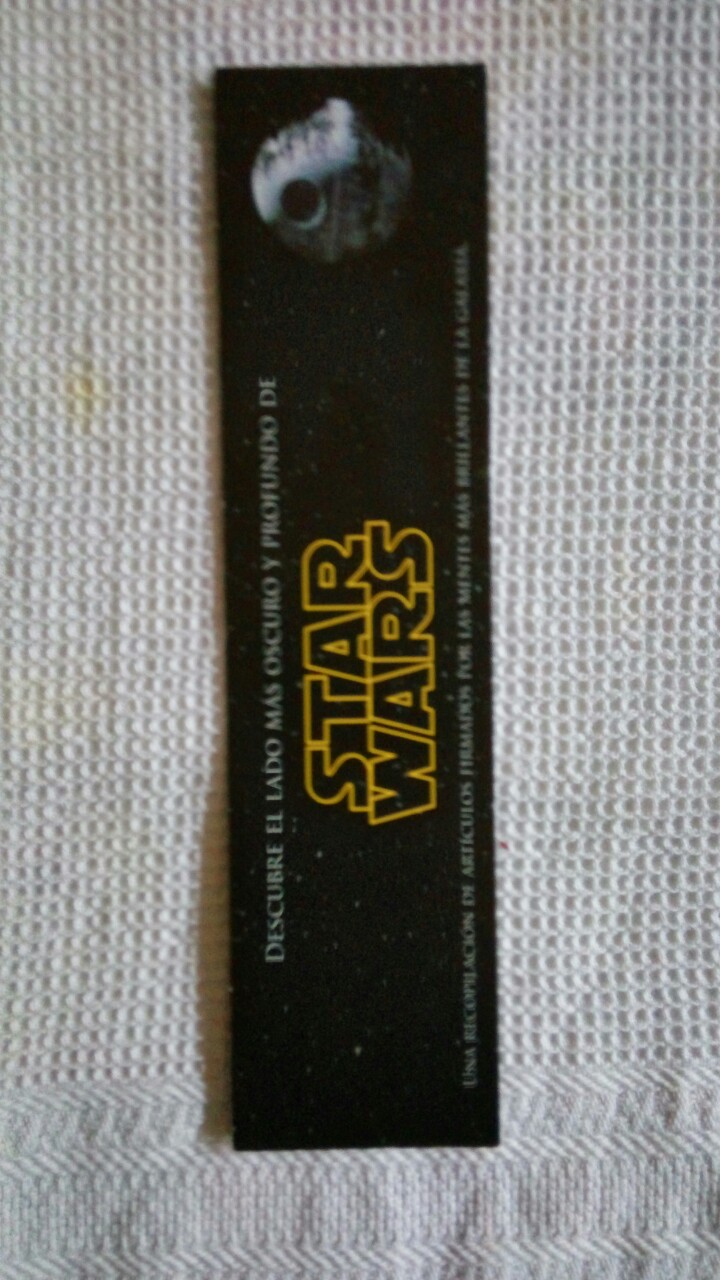 DESCUBRE EL LADO MÁS OSCURO Y PROFUNDO DE
STAR
WARS
UNA RECOPILACIÓN DE ARTÍCULOS FIRMADOS POR LAS MENTES MÁS BRILLANTES DE LA GALAXIA.